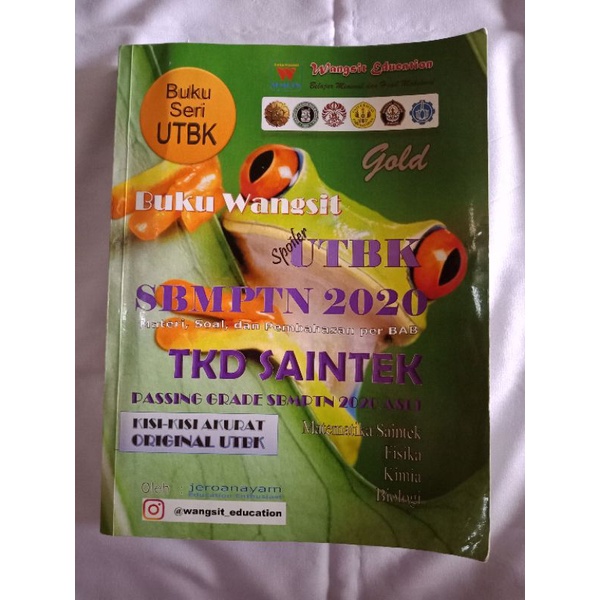 Buku
Seri
UTBK
W
Wangsit Education
Gold
Buku Wangsit
Spoiler
UTBK
SBMPTN 2020
Materi, Soal, dan Pembahasan per BAB
TKD SAINTEK
PASSING GRADE SBMPTN 2020 ASLI
KISI-KISI AKURAT
ORIGINAL UTBK
Matematika Saintek
Fisika
Kimia
Biologi
Oleh : jeroanayam
@wangsit_education